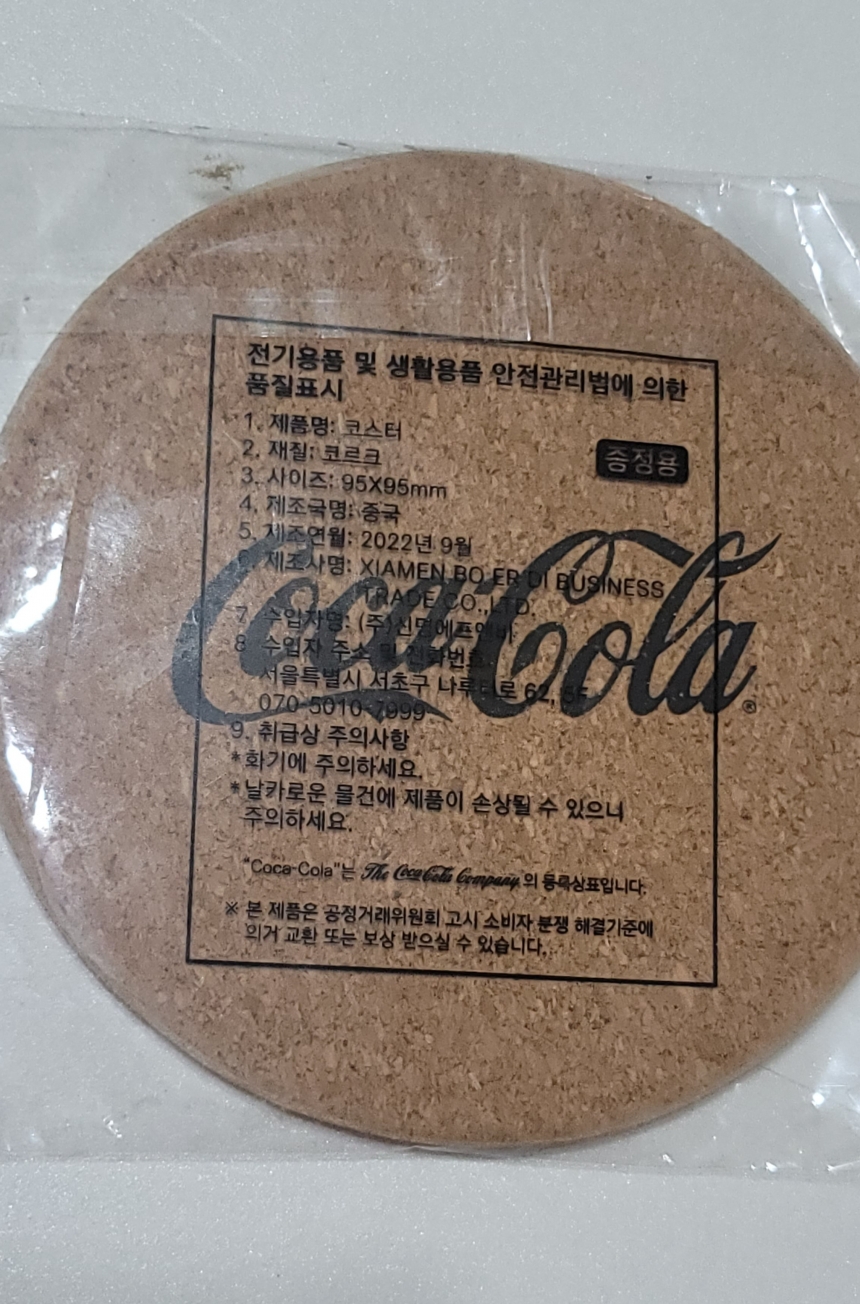 전기용품 및 생활용품 안전관리법에 의한
품질표시
1. 제품명: 코스터
증정용
2. 재질: 코르크
3. 사이즈: 95X95mm
4. 제조국명: 중국
5. 제조연월: 2022년 9월
6. 제조사명: XIAMEN BO ER DI BUSINESS
TRADE CO.,LTD.
Coca-Cola®
7. 수입자명: (주)신명에프앤비
8. 수입자 주소 및 전화번호:
서울특별시 서초구 나루터로 62, 5F
070-5010-7999
9. 취급상 주의사항
*화기에 주의하세요.
*날카로운 물건에 제품이 손상될 수 있으니
주의하세요.
"Coca-Cola"는 The Coca-Cola Company 의 등록상표입니다.
※ 본 제품은 공정거래위원회 고시 소비자 분쟁 해결기준에
의거 교환 또는 보상 받으실 수 있습니다.